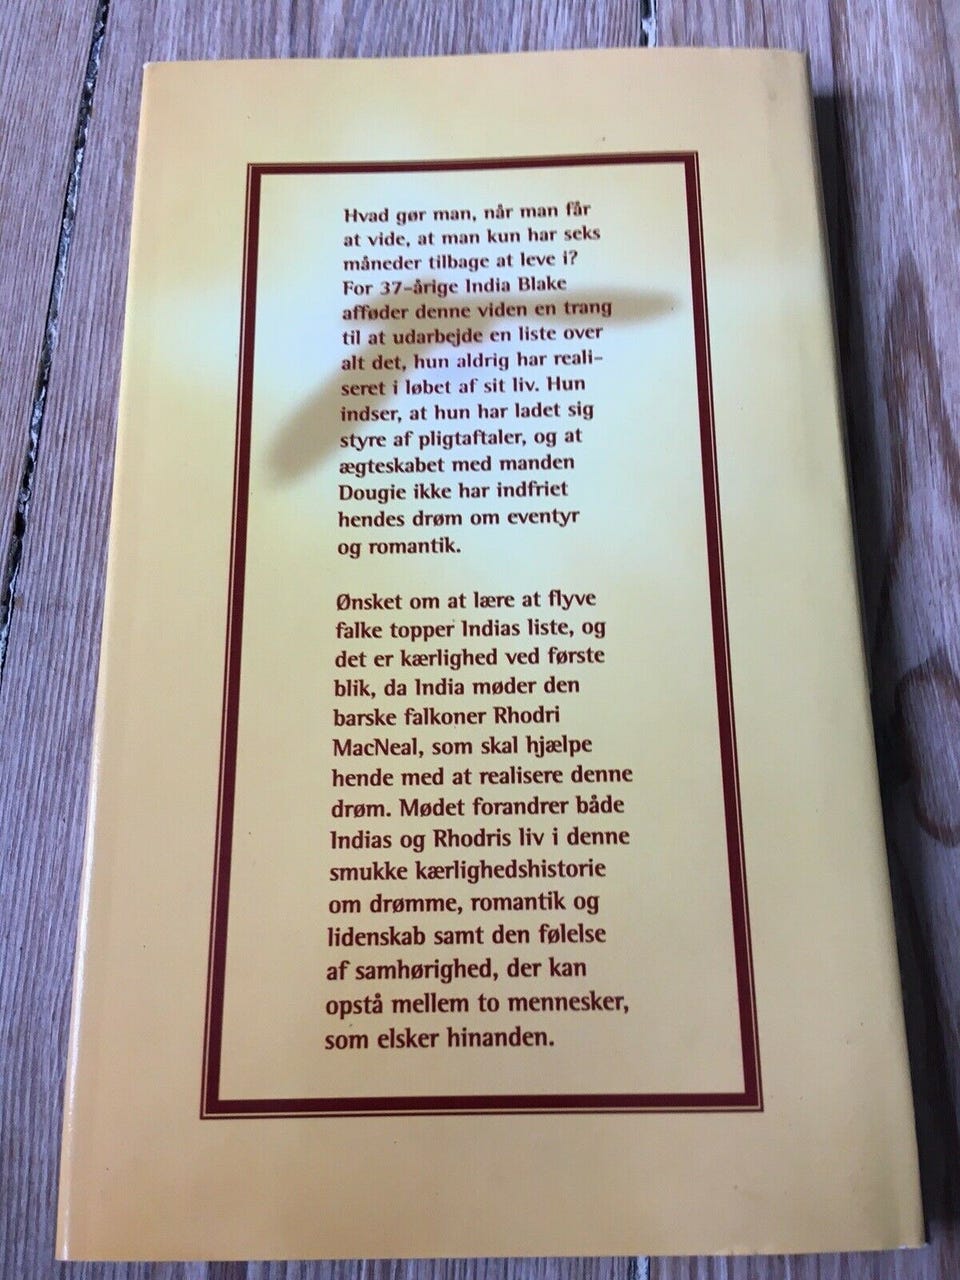 Hvad gør man, når man får
at vide, at man kun har seks
måneder tilbage at leve i?
For 37-årige India Blake
afføder denne viden en trang
til at udarbejde en liste over
alt det, hun aldrig har reali-
seret i løbet af sit liv. Hun
indser, at hun har ladet sig
styre af pligtaftaler, og at
ægteskabet med manden
Dougie ikke har indfriet
hendes drøm om eventyr
og romantik.
Ønsket om at lære at flyve
falke topper Indias liste, og
det er kærlighed ved første
blik, da India møder den
barske falkoner Rhodri
MacNeal, som skal hjælpe
hende med at realisere denne
drøm. Mødet forandrer både
Indias og Rhodris liv i denne
smukke kærlighedshistorie
om drømme, romantik og
lidenskab samt den følelse
af samhørighed, der kan
opstå mellem to mennesker,
som elsker hinanden.